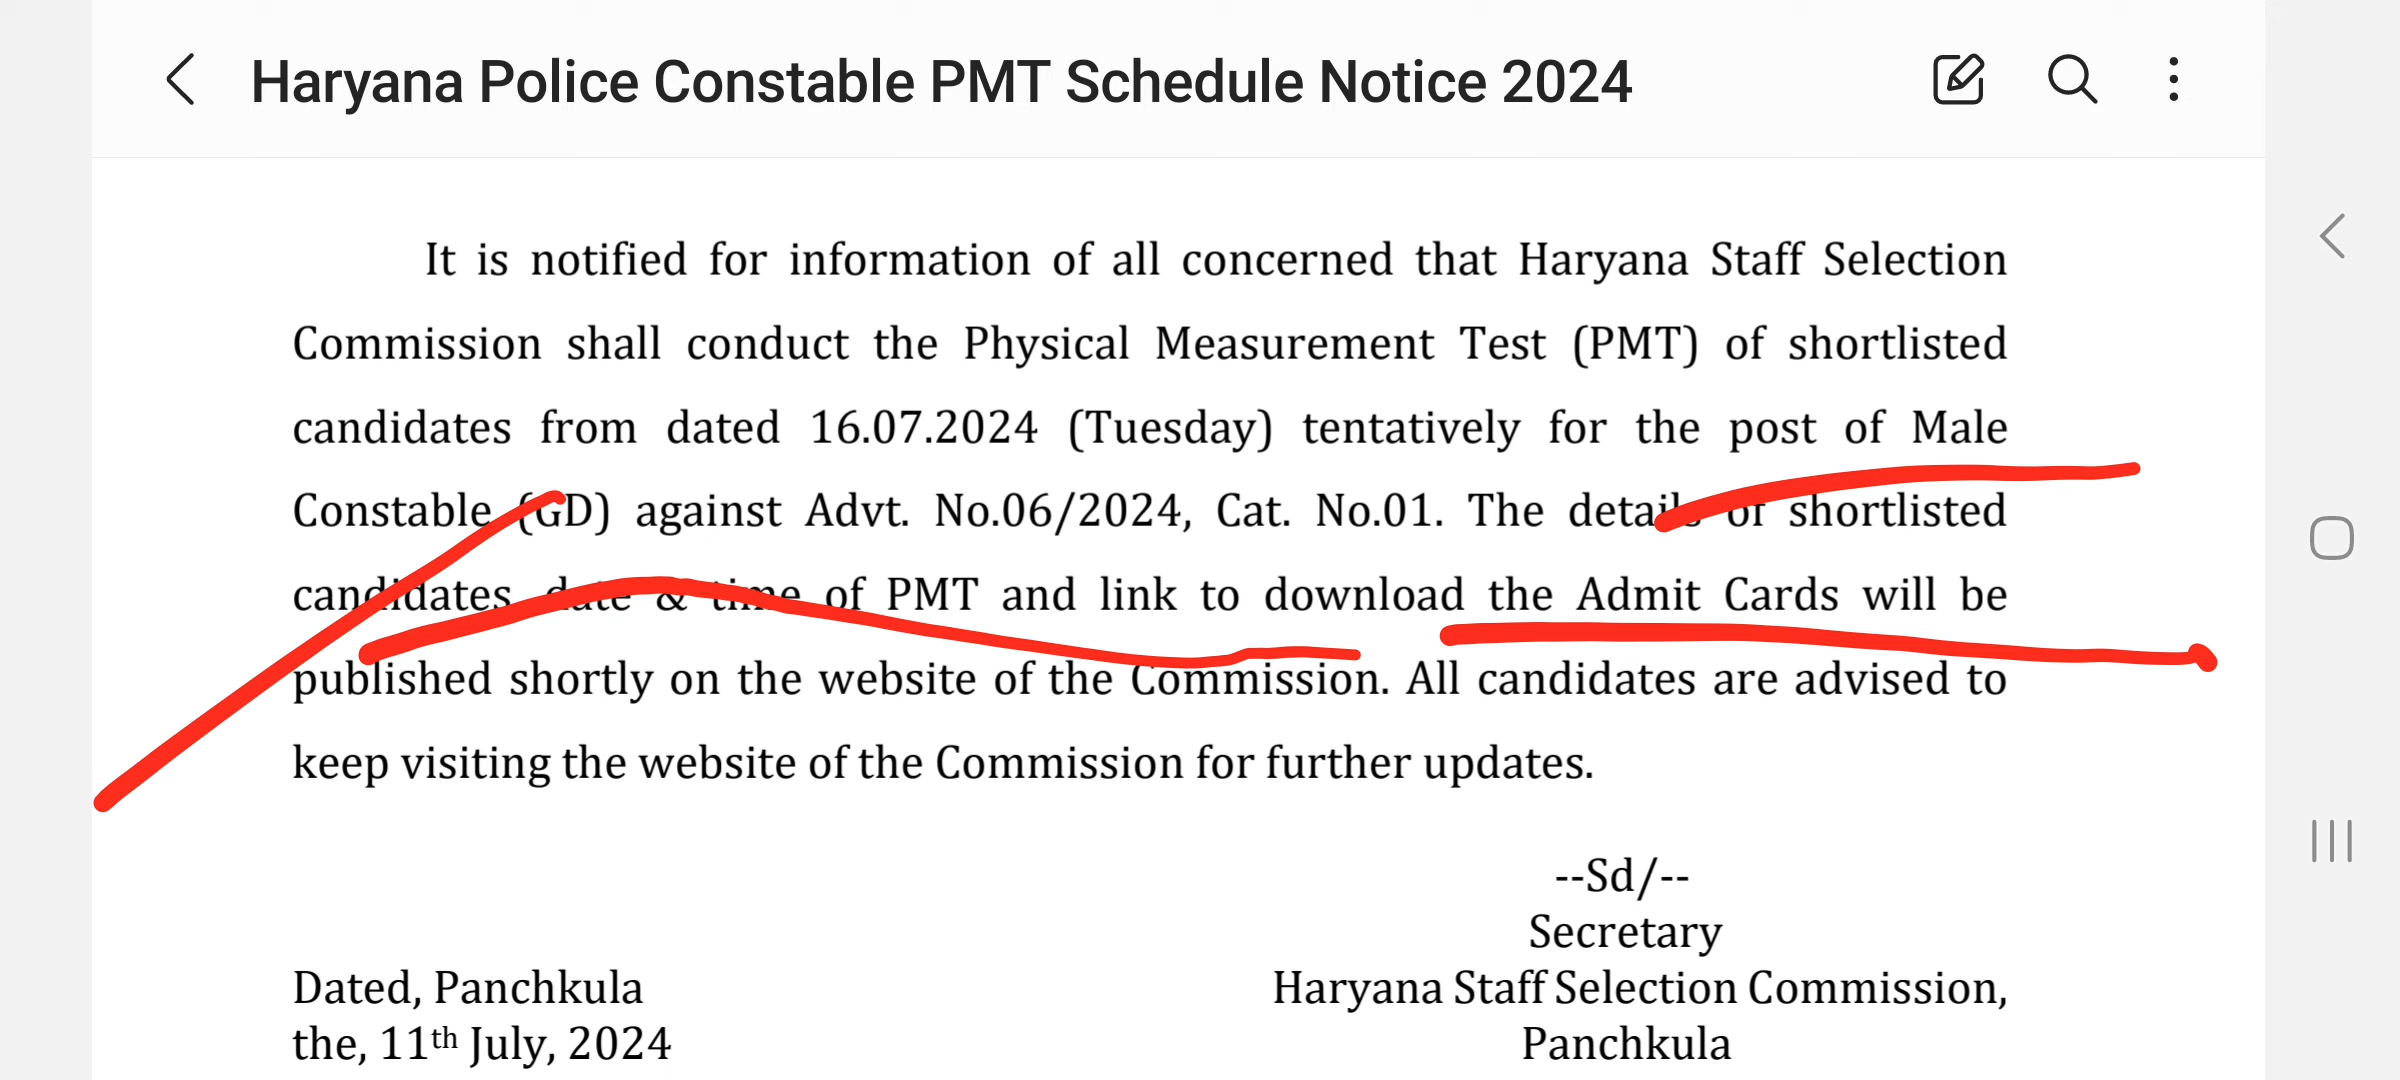 Haryana Police Constable PMT Schedule Notice 2024
It is notified for information of all concerned that Haryana Staff Selection
Commission shall conduct the Physical Measurement Test (PMT) of shortlisted
candidates from dated 16.07.2024 (Tuesday) tentatively for the post of Male
Constable (GD) against Advt. No.06/2024, Cat. No.01. The details of shortlisted
candidates, date & time of PMT and link to download the Admit Cards will be
published shortly on the website of the Commission. All candidates are advised to
keep visiting the website of the Commission for further updates.
--Sd/--
Secretary
Dated, Panchkula Haryana Staff Selection Commission,
the, 11th July, 2024 Panchkula